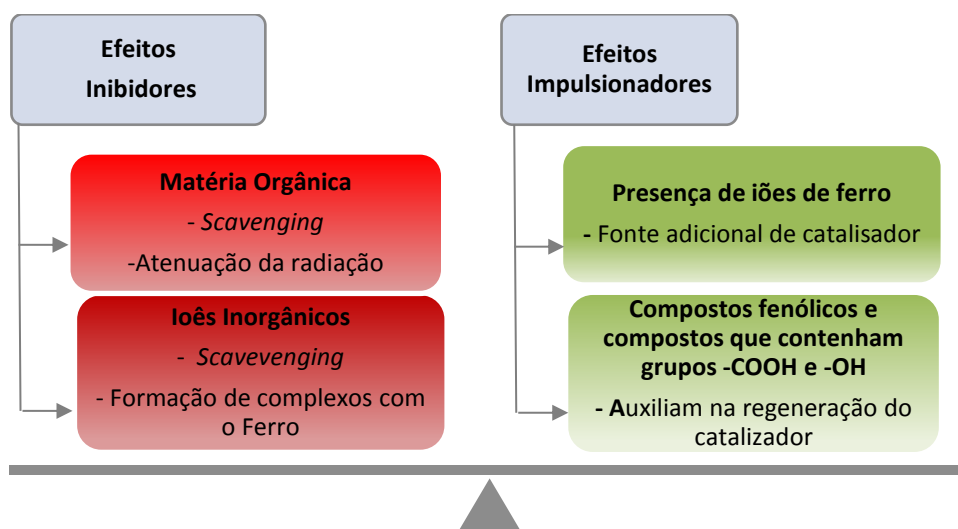 Efeitos
Inibidores
Matéria Orgânica
- Scavenging
-Atenuação da radiação
Ioês Inorgânicos
- Scavevenging
- Formação de complexos com
o Ferro
Efeitos
Impulsionadores
Presença de iões de ferro
- Fonte adicional de catalisador
Compostos fenólicos e
compostos que contenham
grupos -COOH e -OH
- Auxiliam na regeneração do
catalizador